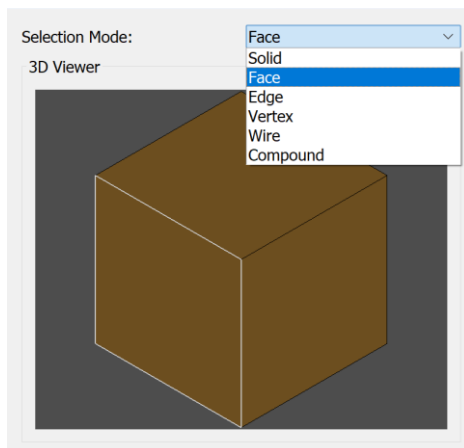 Selection Mode:
Face
Solid
3D Viewer
Face
Edge
Vertex
Wire
Compound